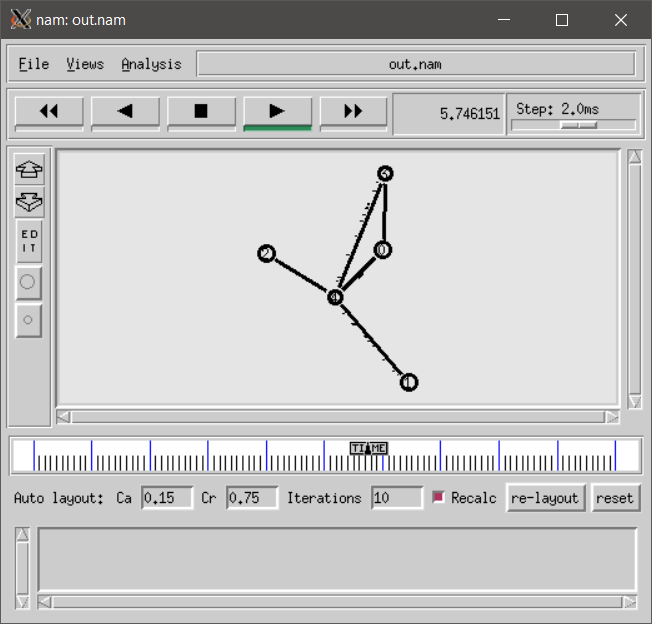 nam: out.nam
File Views Analysis out.nam
5.746151 Step: 2.0ms
3
ED
IT
2 0
4
1
TIME
Auto layout: Ca 0.15 Cr 0.75 Iterations 10 Recalc re-layout reset